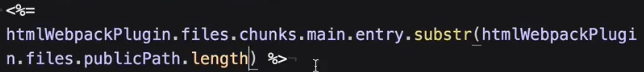 <%=
htmlWebpackPlugin.files.chunks.main.entry.substr(htmlWebpackPlugi
n.files.publicPath.length) %>